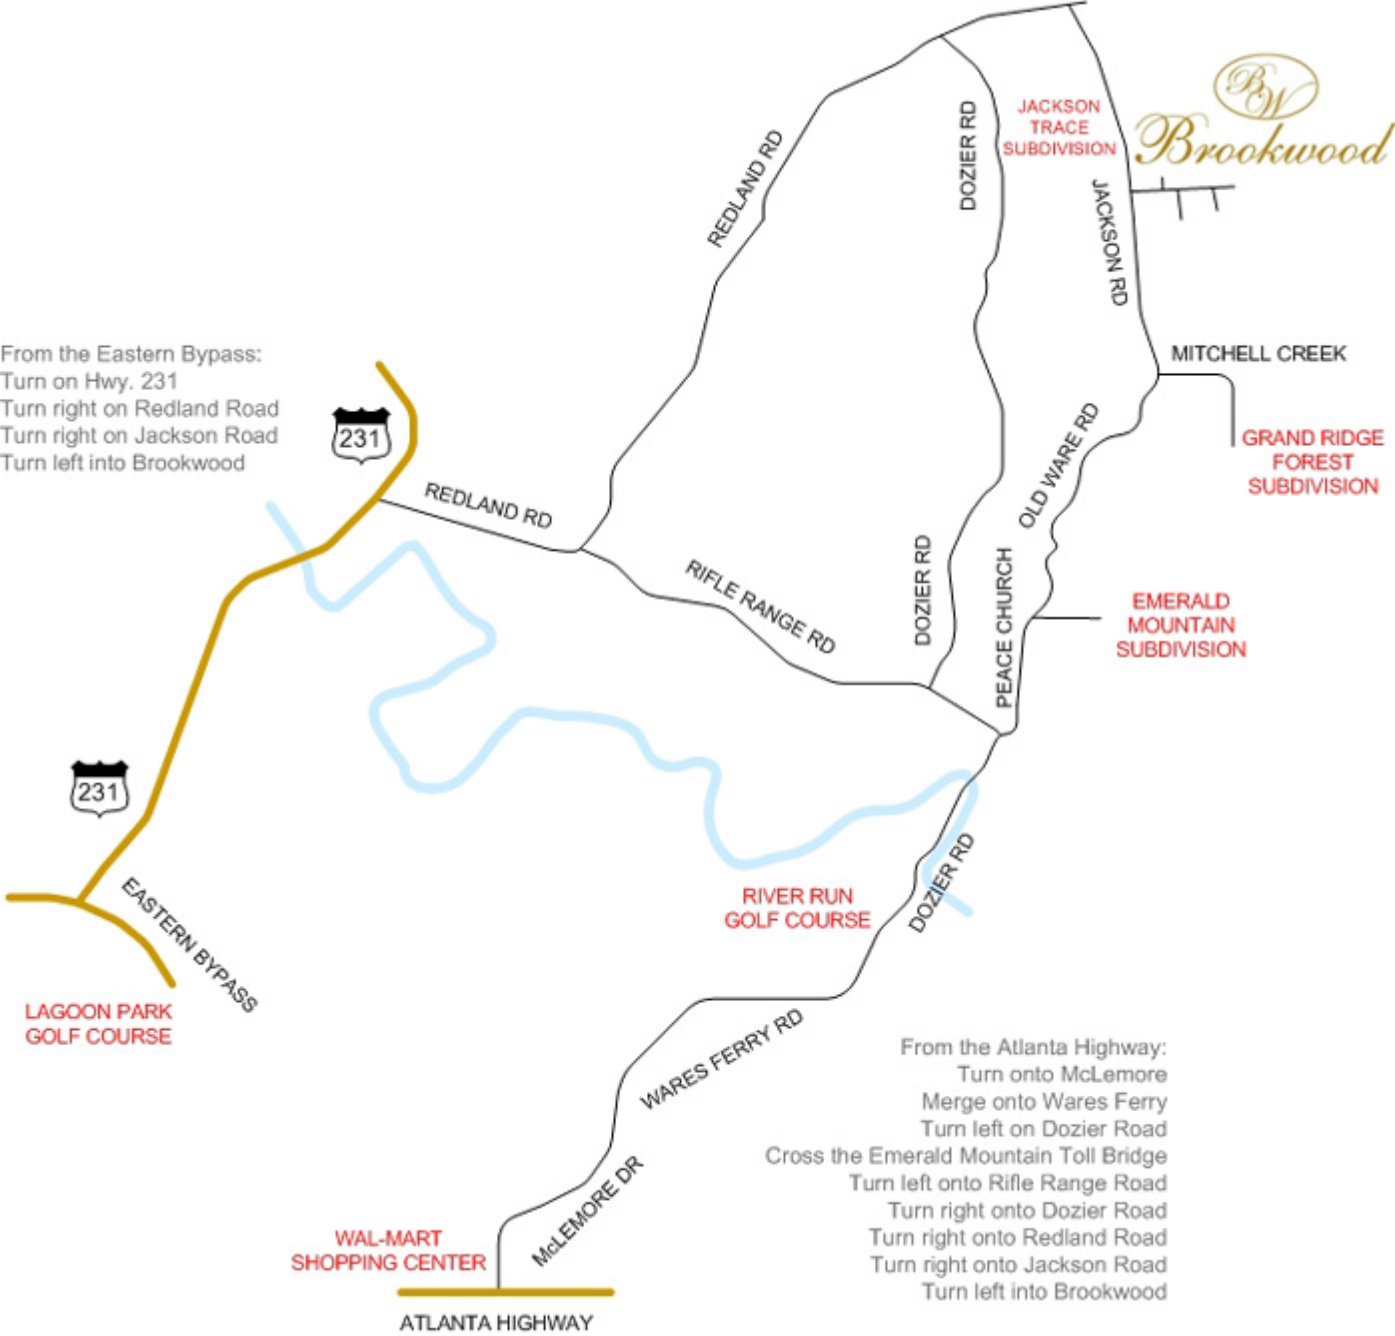 REDLAND RD
DOZIER RD
JACKSON
TRACE
SUBDIVISION
BW
Brookwood
JACKSON RD
From the Eastern Bypass:
Turn on Hwy. 231
Turn right on Redland Road
Turn right on Jackson Road
Turn left into Brookwood
231
MITCHELL CREEK
OLD WARE RD
GRAND RIDGE
FOREST
SUBDIVISION
REDLAND RD
RIFLE RANGE RD
DOZIER RD
PEACE CHURCH
EMERALD
MOUNTAIN
SUBDIVISION
231
EASTERN BYPASS
RIVER RUN
GOLF COURSE
DOZIER RD
LAGOON PARK
GOLF COURSE
WARES FERRY RD
From the Atlanta Highway:
Turn onto McLemore
Merge onto Wares Ferry
Turn left on Dozier Road
Cross the Emerald Mountain Toll Bridge
Turn left onto Rifle Range Road
Turn right onto Dozier Road
Turn right onto Redland Road
Turn right onto Jackson Road
Turn left into Brookwood
McLEMORE DR
WAL-MART
SHOPPING CENTER
ATLANTA HIGHWAY